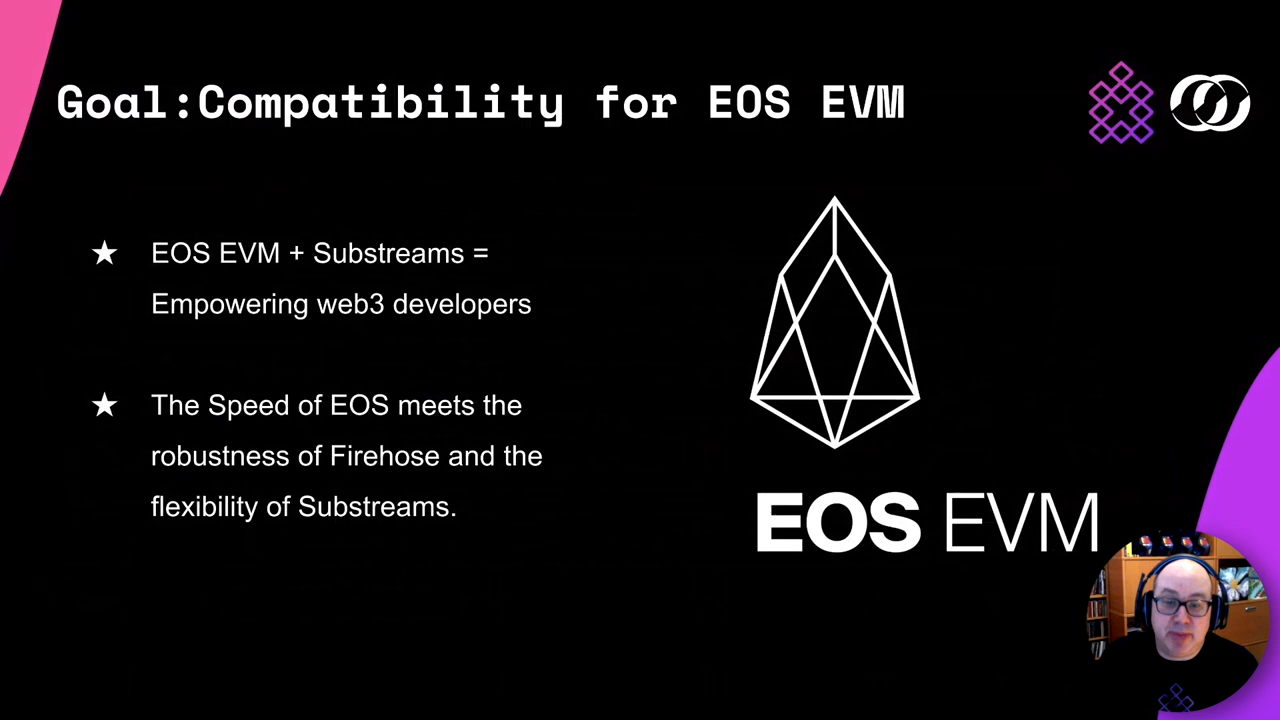 Goal:Compatibility for EOS EVM
★ EOS EVM + Substreams =
Empowering web3 developers
★ The Speed of EOS meets the
robustness of Firehose and the
flexibility of Substreams.
EOS EVM